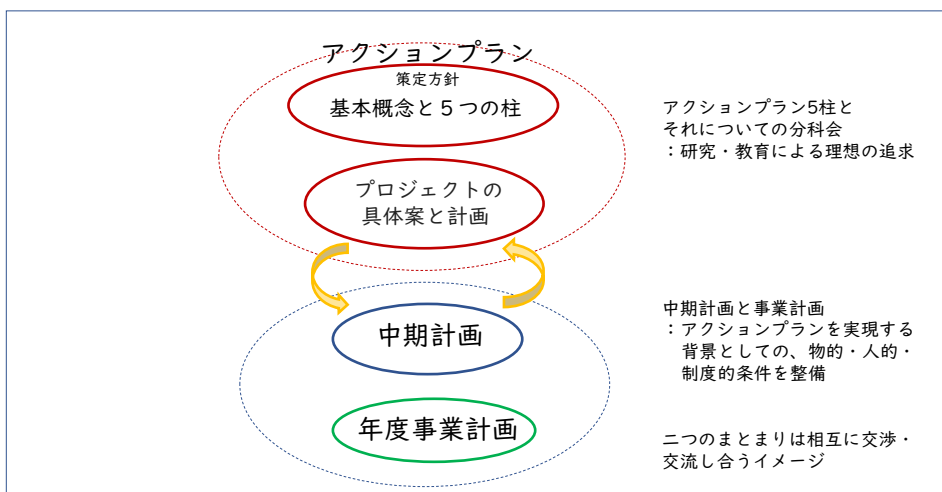 アクションプラン
策定方針
基本概念と５つの柱
プロジェクトの
具体案と計画
中期計画
年度事業計画
アクションプラン5柱と
それについての分科会
：研究・教育による理想の追求
中期計画と事業計画
：アクションプランを実現する
背景としての、物的・人的・
制度的条件を整備
二つのまとまりは相互に交渉・
交流し合うイメージ